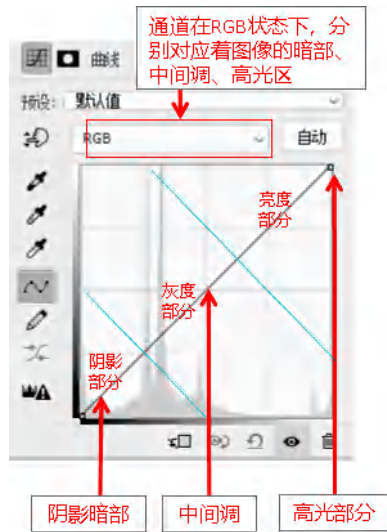 通道在RGB状态下，分
别对应着图像的暗部、
中间调、高光区
曲线
预设： 默认值
RGB
自动
亮度
部分
灰度
部分
阴影
部分
阴影暗部
中间调
高光部分